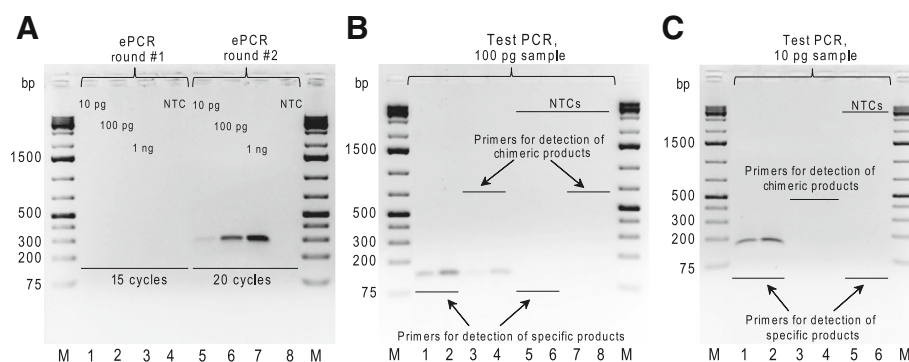 A
ePCR
round #1
ePCR
round #2
bp
10 pg
NTC
10 pg
NTC
100 pg
100 pg
1 ng
1 ng
1500
500
300
200
75
15 cycles
20 cycles
M 1 2 3 4 5 6 7 8 M
B
Test PCR,
100 pg sample
bp
NTCs
Primers for detection of
chimeric products
1500
500
300
200
75
Primers for detection of specific products
M 1 2 3 4 5 6 7 8 M
C
Test PCR,
10 pg sample
bp
NTCs
1500
Primers for detection of
chimeric products
500
300
200
75
Primers for detection of
specific products
M 1 2 3 4 5 6 M